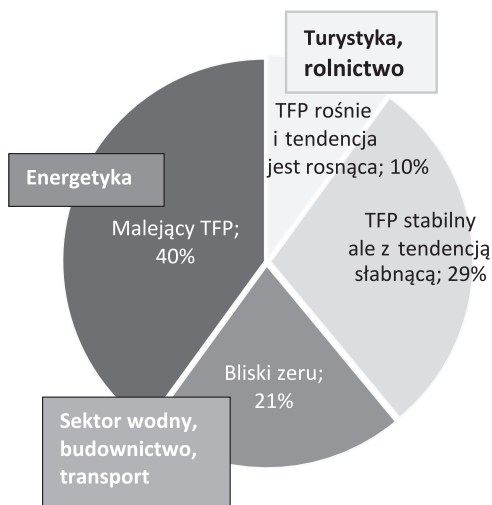 Turystyka,
rolnictwo
TFP rośnie
i tendencja
jest rosnąca; 10%
Energetyka
TFP stabilny
ale z tendencją
słabnącą; 29%
Malejący TFP;
40%
Bliski zeru;
21%
Sektor wodny,
budownictwo,
transport